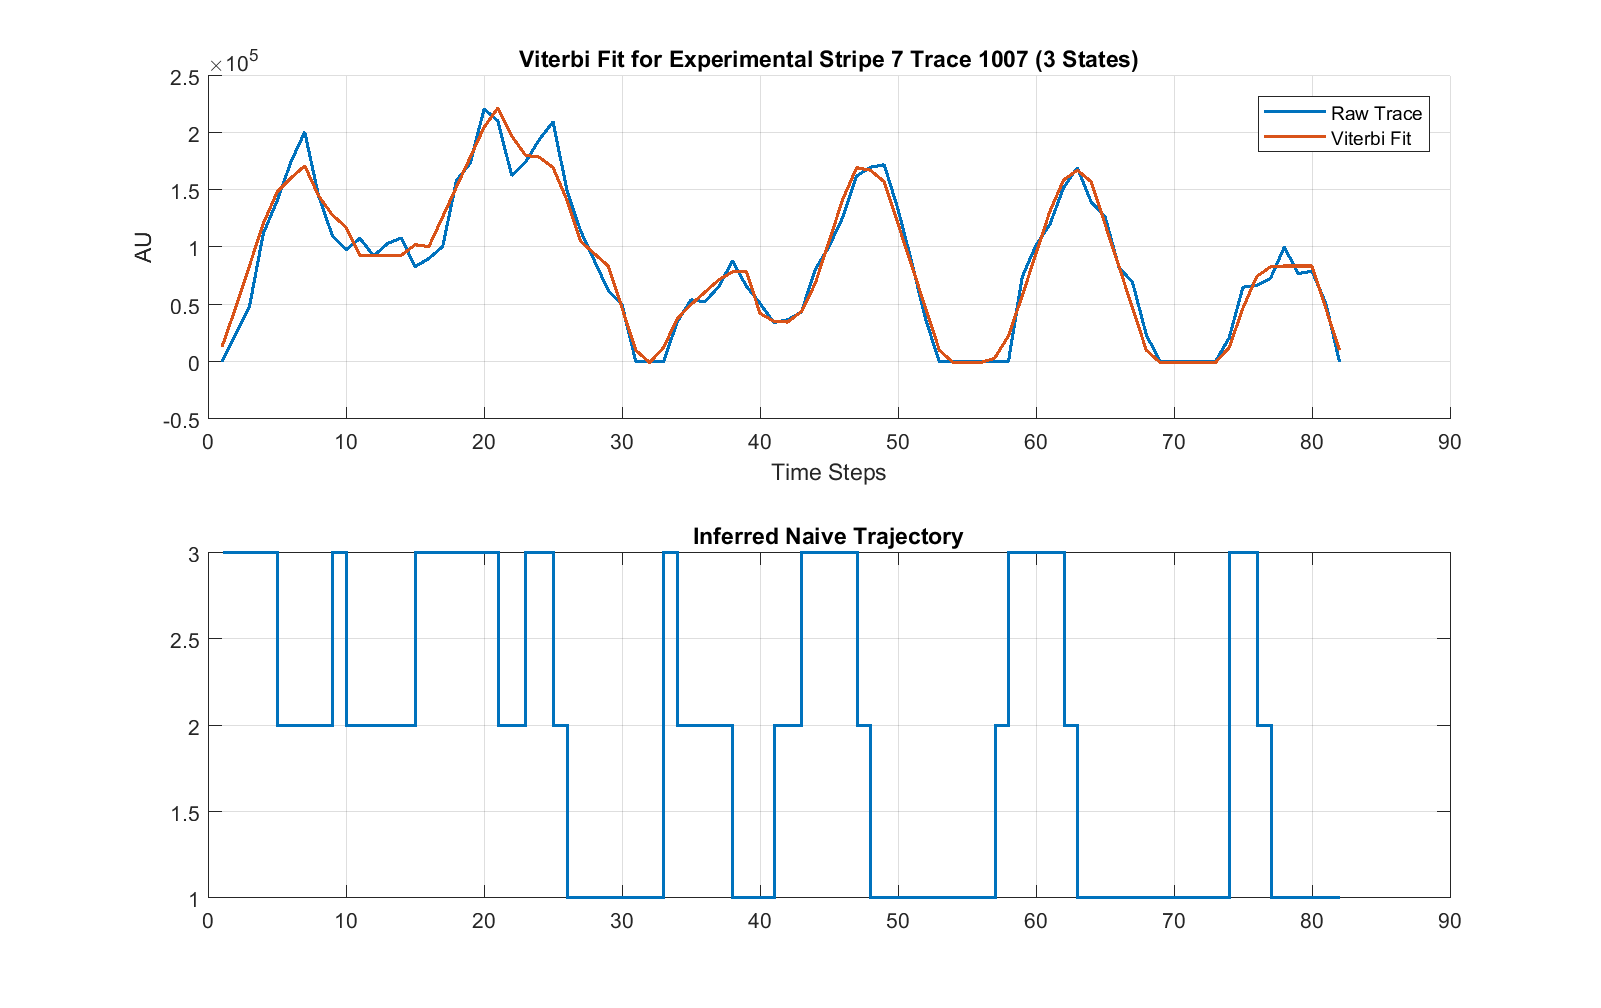 Viterbi Fit for Experimental Stripe 7 Trace 1007 (3 States)
×10^5
2.5
2
1.5
1
0.5
0
-0.5
AU
Raw Trace
Viterbi Fit
0 10 20 30 40 50 60 70 80 90
Time Steps
Inferred Naive Trajectory
3
2.5
2
1.5
1
0 10 20 30 40 50 60 70 80 90